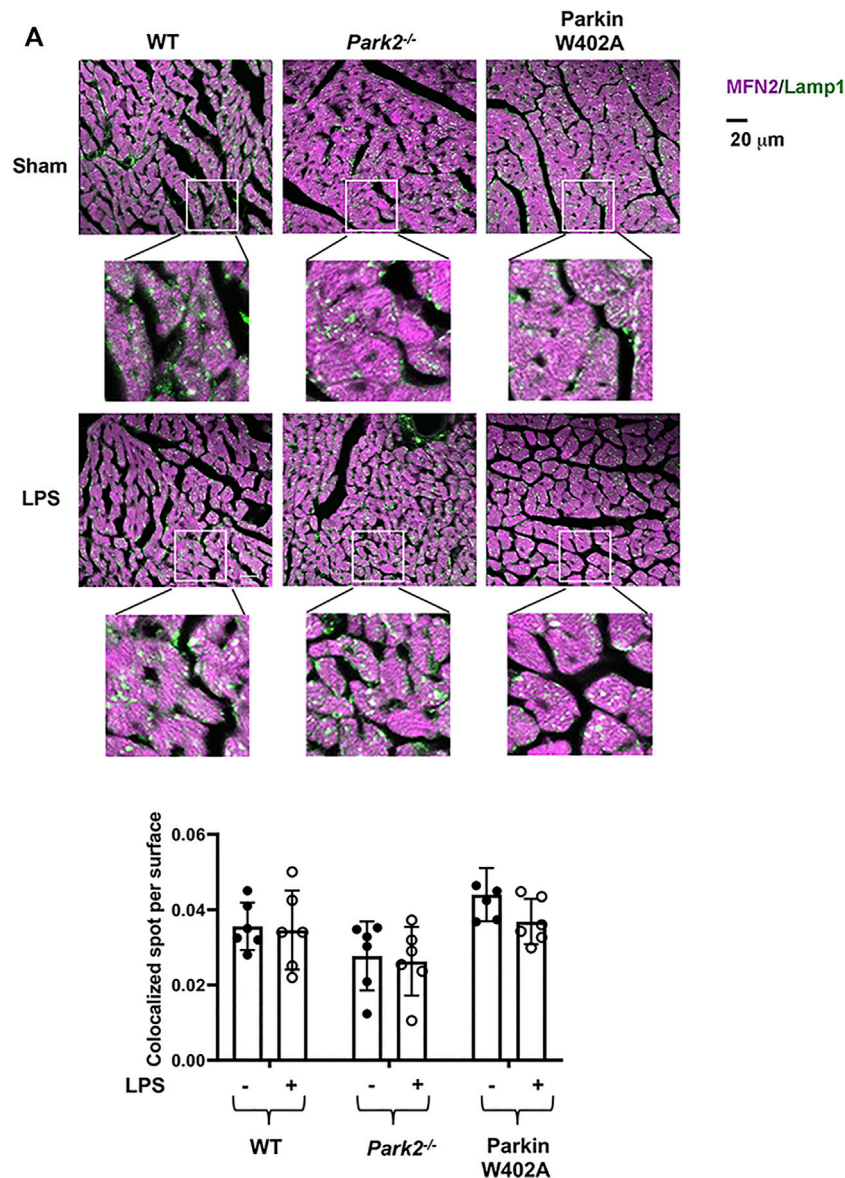 A
WT
Park2-/-
Parkin
W402A
MFN2/Lamp1
20 μm
Sham
LPS
Colocalized spot per surface
0.06
0.04
0.02
0.00
LPS - + - + - +
WT
Park2-/-
Parkin
W402A